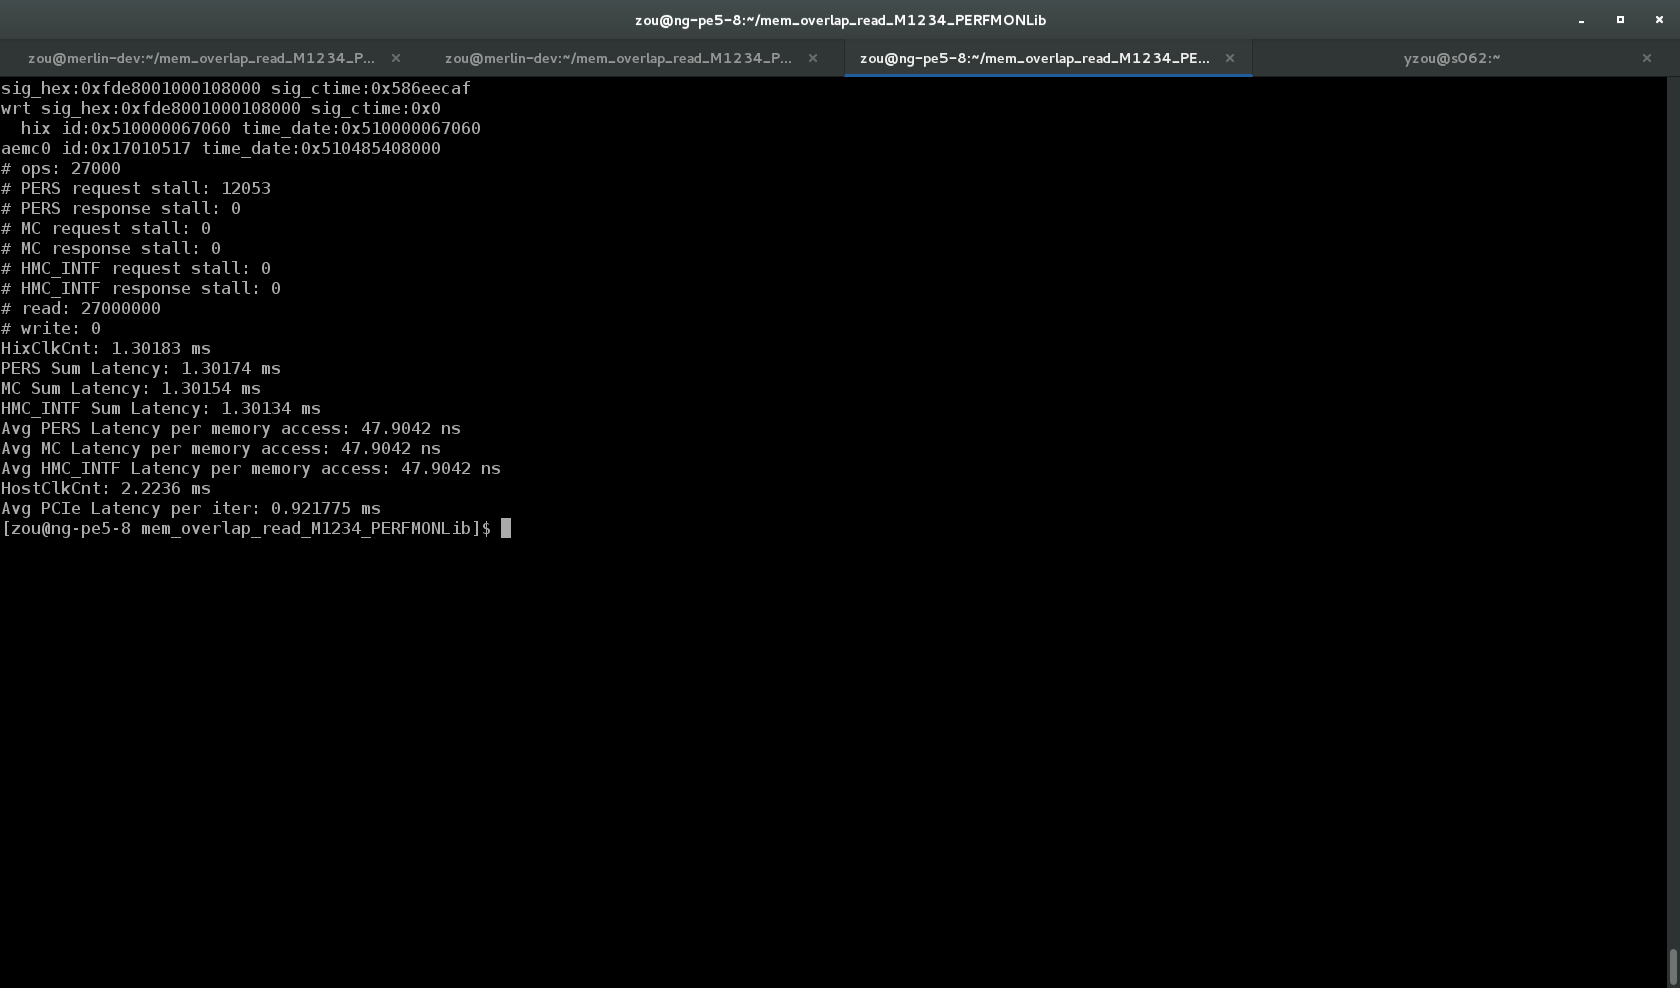 zou@ng-pe5-8:~/mem_overlap_read_M1234_PERFMONLib
zou@merlin-dev:~/mem_overlap_read_M1234_P...
zou@merlin-dev:~/mem_overlap_read_M1234_P...
zou@ng-pe5-8:~/mem_overlap_read_M1234_PE...
yzou@s062:~
sig_hex:0xfde8001000108000 sig_ctime:0x586eecaf
wrt sig_hex:0xfde8001000108000 sig_ctime:0x0
  hix id:0x510000067060 time_date:0x510000067060
aemc0 id:0x17010517 time_date:0x510485408000
# ops: 27000
# PERS request stall: 12053
# PERS response stall: 0
# MC request stall: 0
# MC response stall: 0
# HMC_INTF request stall: 0
# HMC_INTF response stall: 0
# read: 27000000
# write: 0
HixClkCnt: 1.30183 ms
PERS Sum Latency: 1.30174 ms
MC Sum Latency: 1.30154 ms
HMC_INTF Sum Latency: 1.30134 ms
Avg PERS Latency per memory access: 47.9042 ns
Avg MC Latency per memory access: 47.9042 ns
Avg HMC_INTF Latency per memory access: 47.9042 ns
HostClkCnt: 2.2236 ms
Avg PCIe Latency per iter: 0.921775 ms
[zou@ng-pe5-8 mem_overlap_read_M1234_PERFMONLib]$